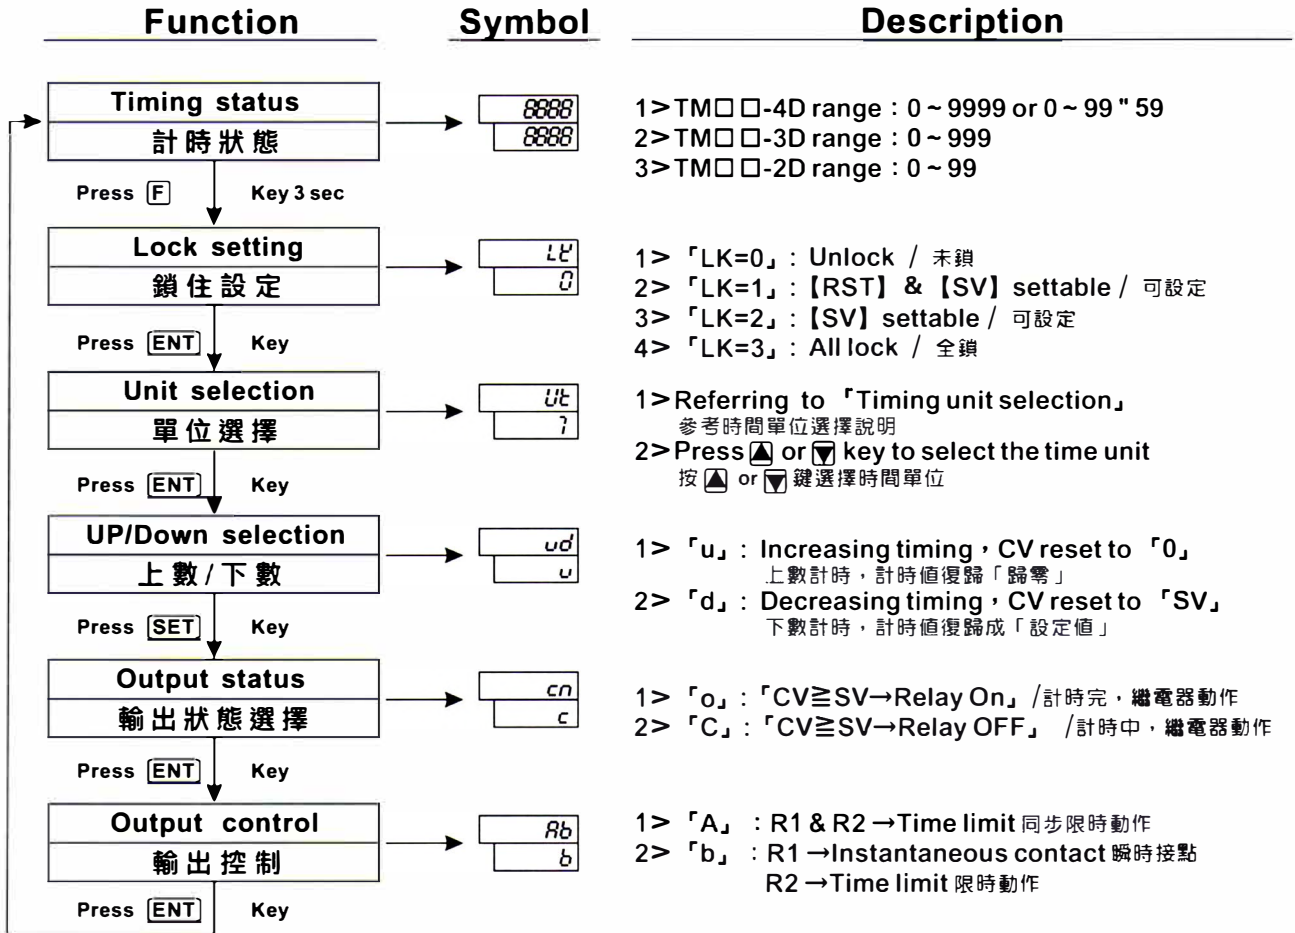 Function Symbol Description
Timing status
計時狀態
8888
8888
1>TM□□-4D range：0~9999 or 0~99"59
2>TM□□-3D range：0~999
3>TM□□-2D range：0~99
Press F Key 3 sec
Lock setting
鎖住設定
LK
0
1>「LK=0」: Unlock / 未鎖
2>「LK=1」:【RST】&【SV】settable / 可設定
3>「LK=2」:【SV】settable / 可設定
4>「LK=3」: All lock / 全鎖
Press ENT Key
Unit selection
單位選擇
Ut
7
1>Referring to「Timing unit selection」
參考時間單位選擇說明
2>Press▲ or▼ key to select the time unit
按▲ or▼鍵選擇時間單位
Press ENT Key
UP/Down selection
上數/下數
ud
u
1>「u」: Increasing timing，CV reset to「0」
上數計時，計時值復歸「歸零」
2>「d」: Decreasing timing，CV reset to「SV」
下數計時，計時值復歸成「設定值」
Press SET Key
Output status
輸出狀態選擇
cn
c
1>「o」:「CV≧SV→Relay On」/計時完，繼電器動作
2>「C」:「CV≧SV→Relay OFF」/計時中，繼電器動作
Press ENT Key
Output control
輸出控制
Ab
b
1>「A」: R1 & R2→Time limit 同步限時動作
2>「b」: R1→Instantaneous contact 瞬時接點
R2→Time limit 限時動作
Press ENT Key